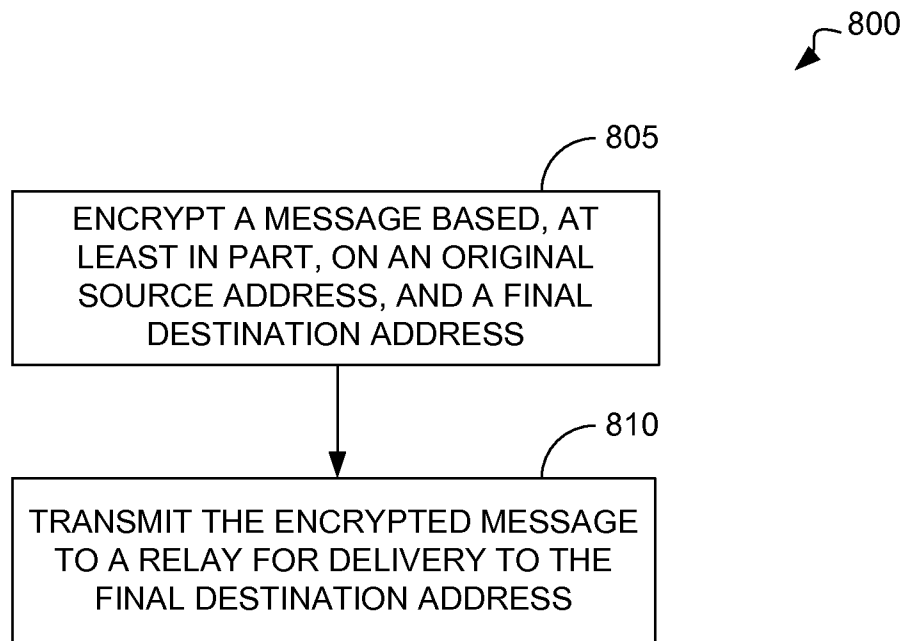 800
805
ENCRYPT A MESSAGE BASED, AT
LEAST IN PART, ON AN ORIGINAL
SOURCE ADDRESS, AND A FINAL
DESTINATION ADDRESS
810
TRANSMIT THE ENCRYPTED MESSAGE
TO A RELAY FOR DELIVERY TO THE
FINAL DESTINATION ADDRESS